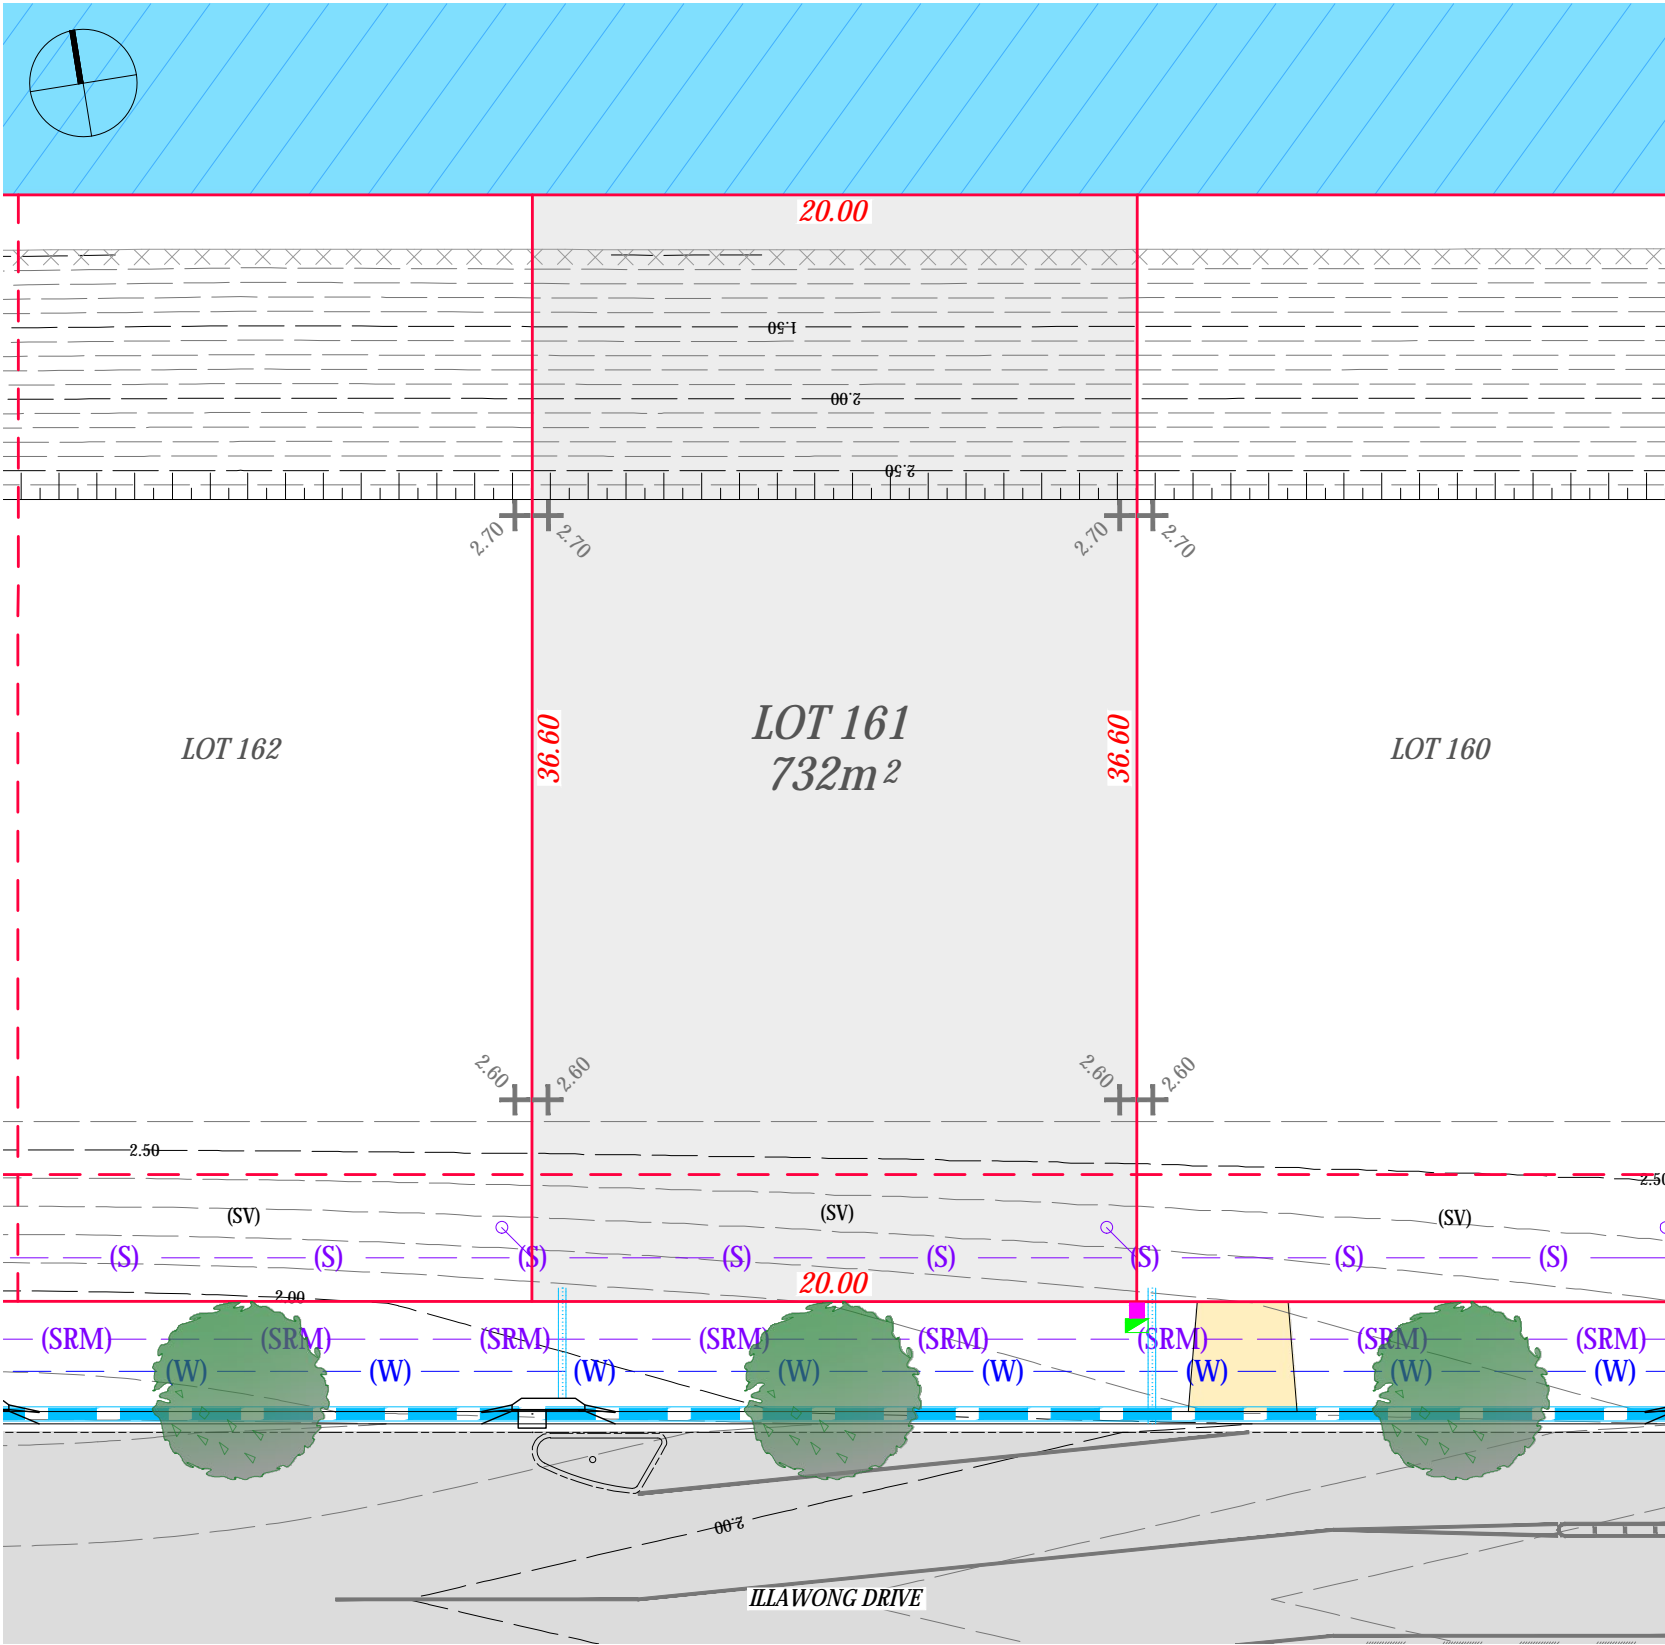 20.00
1.50
2.00
2.50
2.70 2.70 2.70 2.70
LOT 161
732m²
LOT 162
36.60
36.60
LOT 160
2.60 2.60 2.60 2.60
2.50
2.50
(SV) (SV) (SV)
(S) (S) (S) (S) (S) (S) (S) (S)
20.00
2.00
(SRM) (SRM) (SRM) (SRM) (SRM) (SRM) (SRM) (SRM)
(W) (W) (W) (W) (W) (W) (W) (W)
2.00
ILLAWONG DRIVE